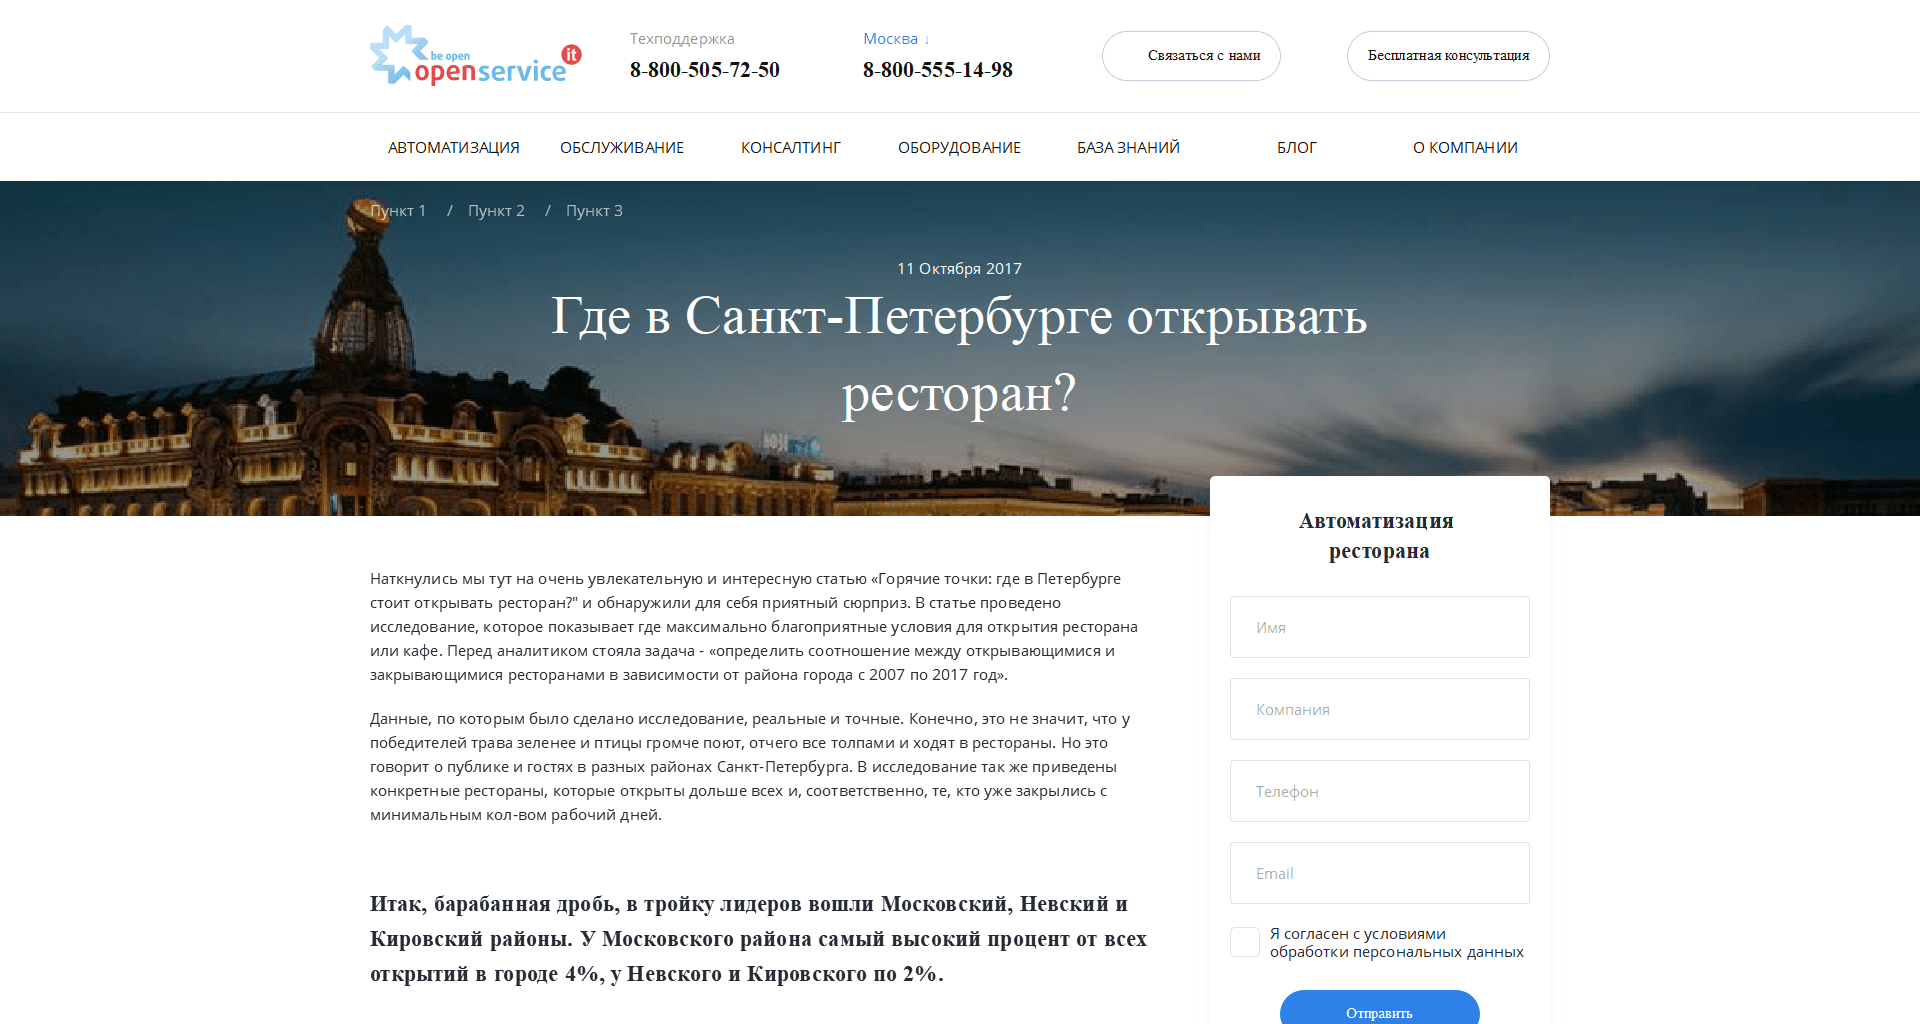 be open
openservice it
Техподдержка
8-800-505-72-50
Москва ↓
8-800-555-14-98
Связаться с нами
Бесплатная консультация
АВТОМАТИЗАЦИЯ ОБСЛУЖИВАНИЕ КОНСАЛТИНГ ОБОРУДОВАНИЕ БАЗА ЗНАНИЙ БЛОГ О КОМПАНИИ
Пункт 1 / Пункт 2 / Пункт 3
11 Октября 2017
Где в Санкт-Петербурге открывать
ресторан?
Наткнулись мы тут на очень увлекательную и интересную статью «Горячие точки: где в Петербурге
стоит открывать ресторан?" и обнаружили для себя приятный сюрприз. В статье проведено
исследование, которое показывает где максимально благоприятные условия для открытия ресторана
или кафе. Перед аналитиком стояла задача - «определить соотношение между открывающимися и
закрывающимися ресторанами в зависимости от района города с 2007 по 2017 год».
Данные, по которым было сделано исследование, реальные и точные. Конечно, это не значит, что у
победителей трава зеленее и птицы громче поют, отчего все толпами и ходят в рестораны. Но это
говорит о публике и гостях в разных районах Санкт-Петербурга. В исследование так же приведены
конкретные рестораны, которые открыты дольше всех и, соответственно, те, кто уже закрылись с
минимальным кол-вом рабочий дней.
Итак, барабанная дробь, в тройку лидеров вошли Московский, Невский и
Кировский районы. У Московского района самый высокий процент от всех
открытий в городе 4%, у Невского и Кировского по 2%.
Автоматизация
ресторана
Имя
Компания
Телефон
Email
Я согласен с условиями
обработки персональных данных
Отправить